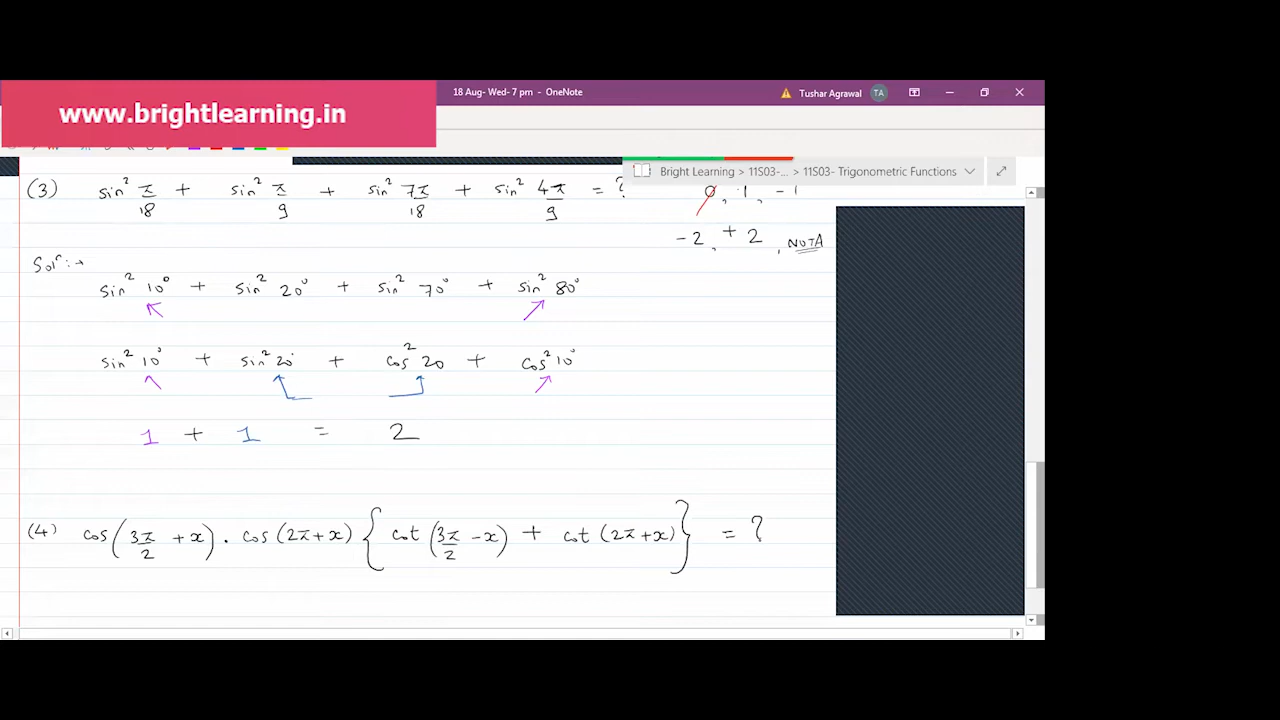 www.brightlearning.in
18 Aug- Wed- 7 pm - OneNote
Tushar Agrawal TA
Bright Learning > 11S03-... > 11S03- Trigonometric Functions
(3) sin² π/18 + sin² π/9 + sin² 7π/18 + sin² 4π/9 = ? 0, 1, -1
-2, +2, NOTA
Solⁿ:→
sin² 10° + sin² 20° + sin² 70° + sin² 80°
sin² 10° + sin² 20° + cos² 20 + cos² 10°
1 + 1 = 2
(4) cos(3π/2 + x) . cos(2π+x) { cot(3π/2 - x) + cot(2π+x) } = ?